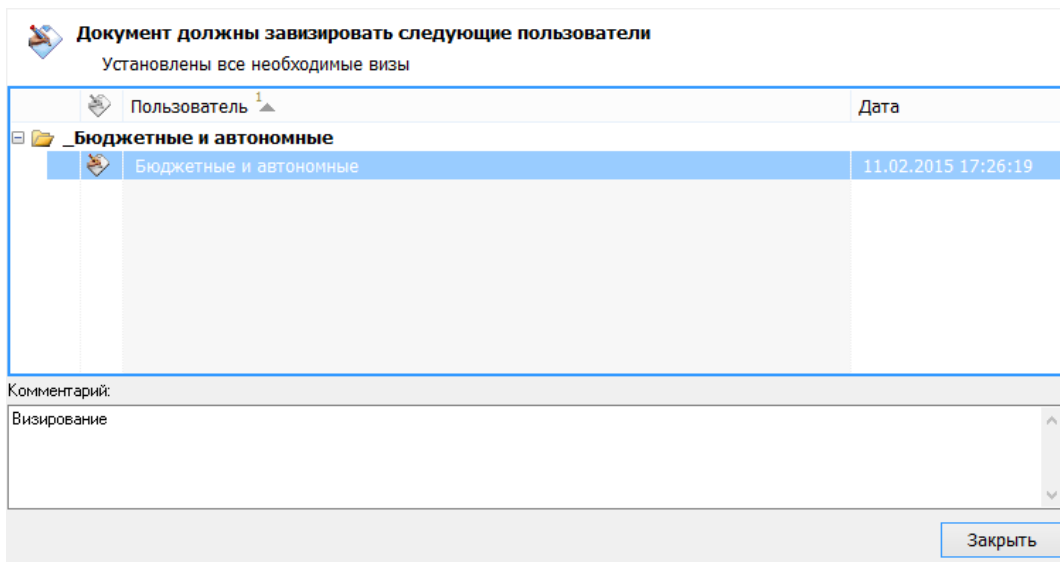 Документ должны завизировать следующие пользователи
Установлены все необходимые визы
Пользователь 1 Дата
_Бюджетные и автономные
Бюджетные и автономные 11.02.2015 17:26:19
Комментарий:
Визирование
Закрыть